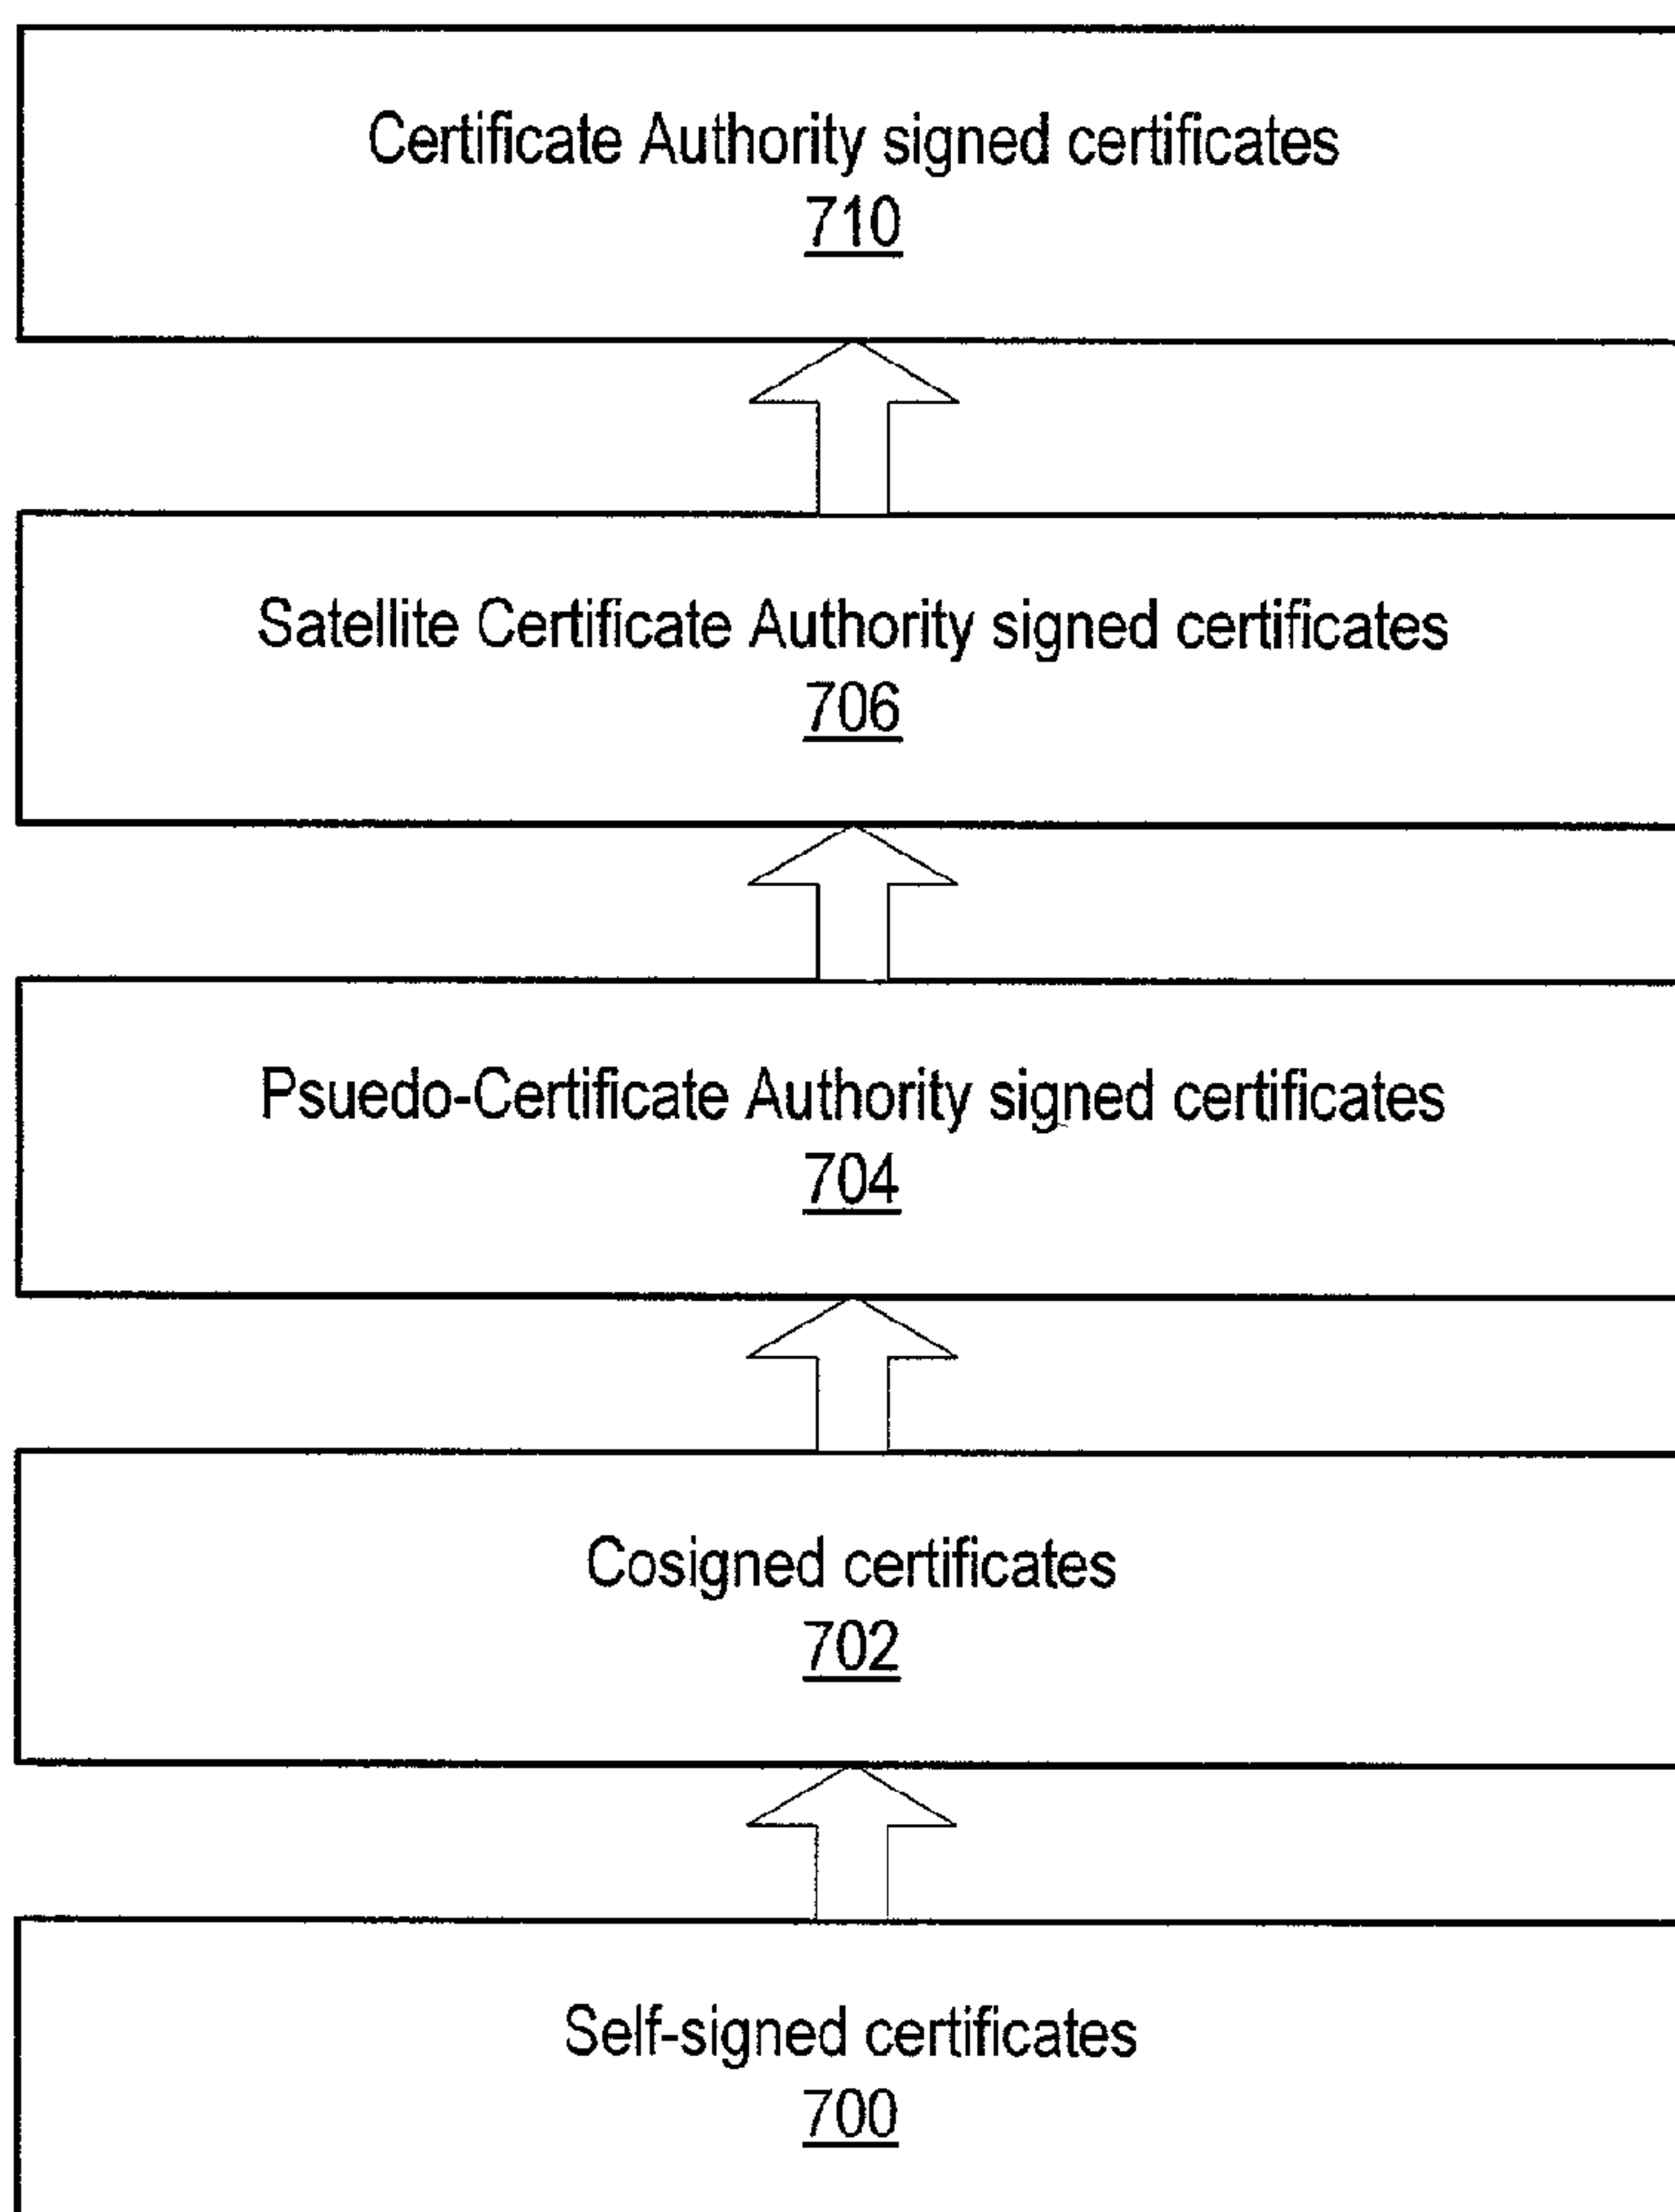 Certificate Authority signed certificates
710
Satellite Certificate Authority signed certificates
706
Psuedo-Certificate Authority signed certificates
704
Cosigned certificates
702
Self-signed certificates
700